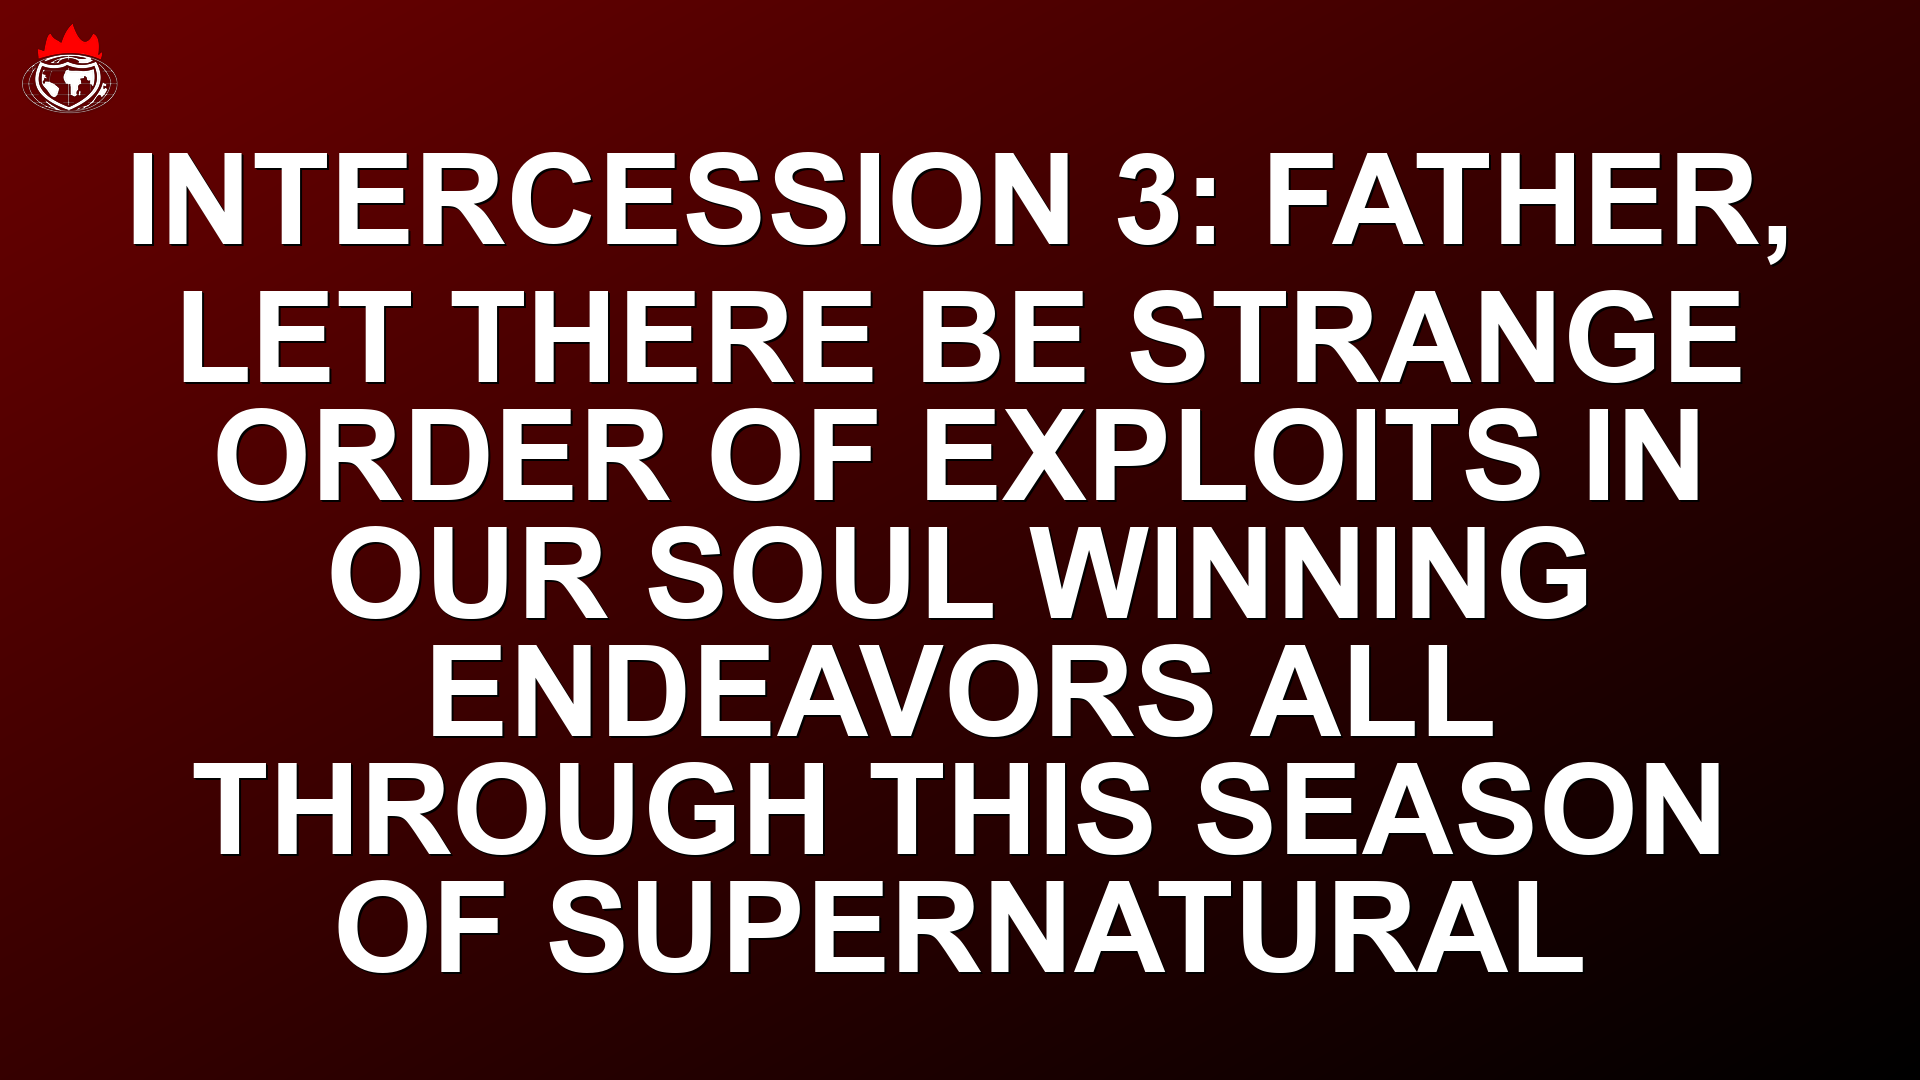 INTERCESSION 3: FATHER,
LET THERE BE STRANGE
ORDER OF EXPLOITS IN
OUR SOUL WINNING
ENDEAVORS ALL
THROUGH THIS SEASON
OF SUPERNATURAL